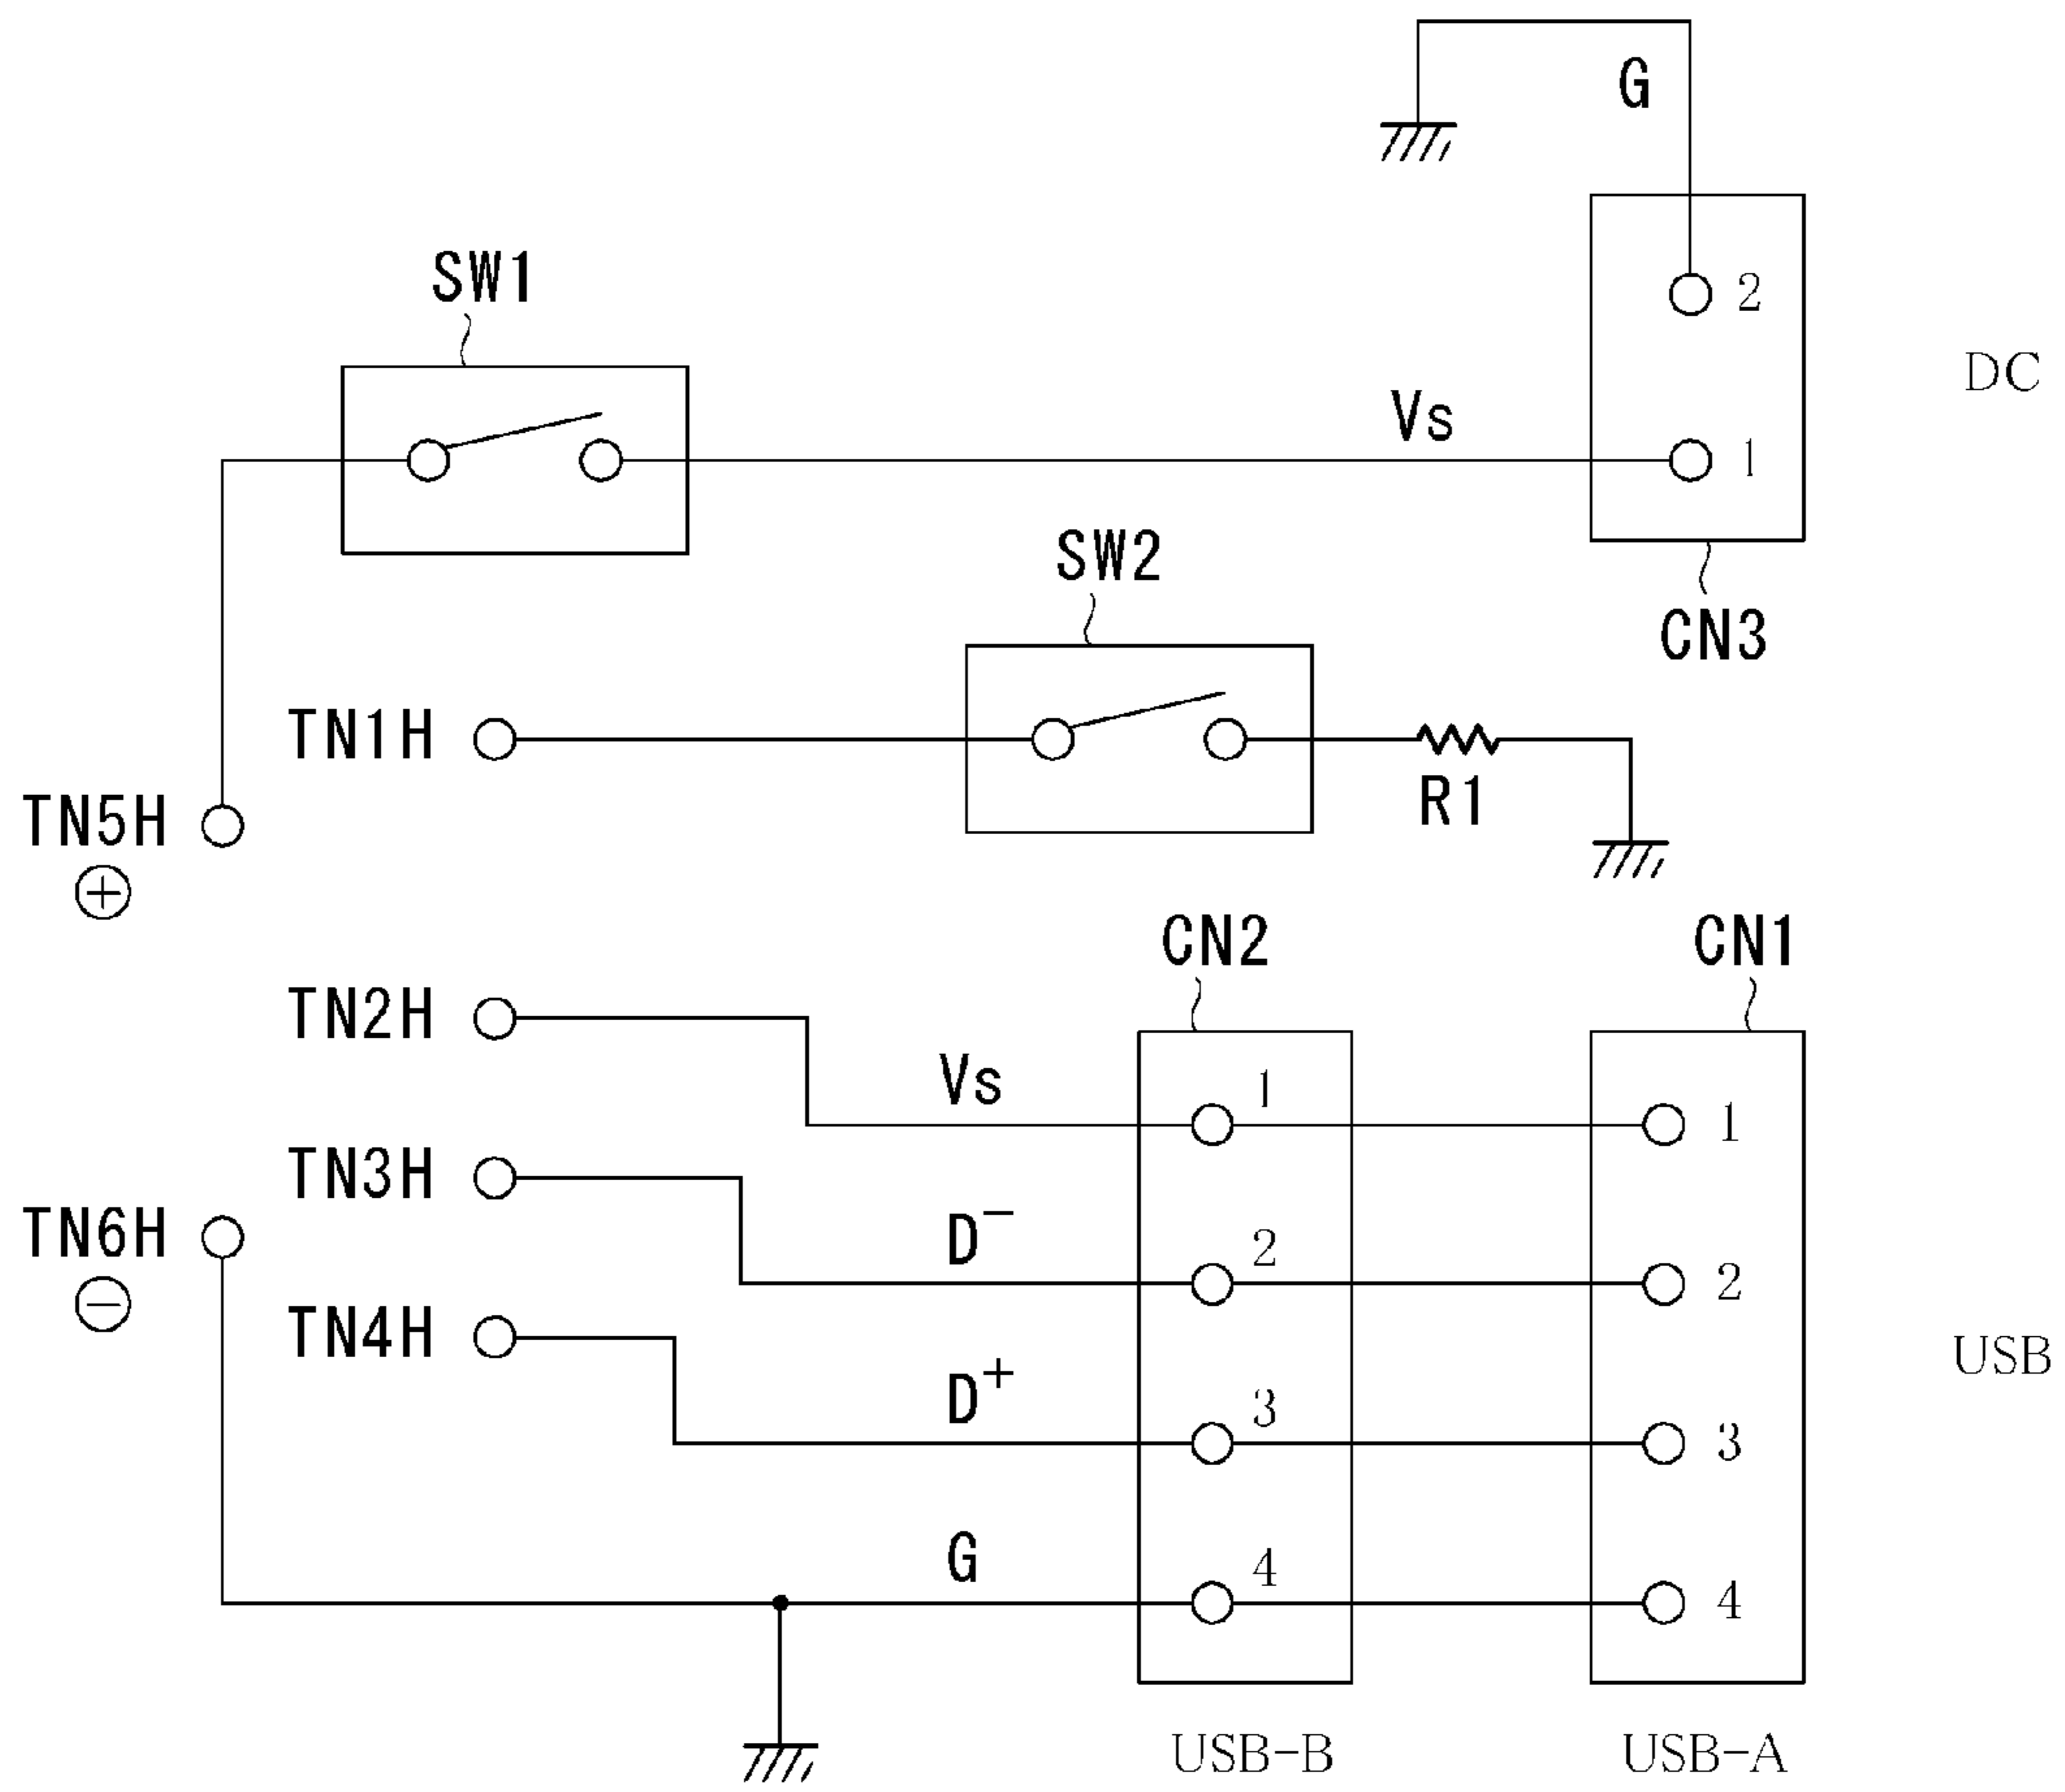 G
SW1
2
DC
Vs
1
SW2
CN3
TN1H
R1
TN5H
+
CN2
CN1
TN2H
Vs
1
1
TN3H
D−
2
2
TN6H
−
TN4H
D+
3
3
USB
G
4
4
USB-B
USB-A